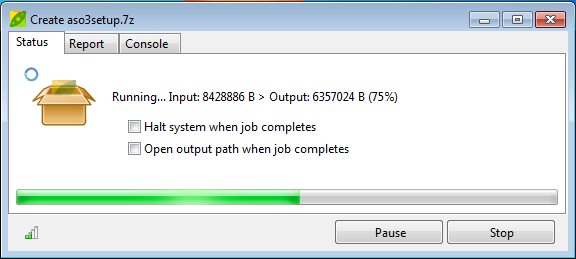 Create aso3setup.7z
Status Report Console
Running... Input: 8428886 B > Output: 6357024 B (75%)
Halt system when job completes
Open output path when job completes
Pause Stop